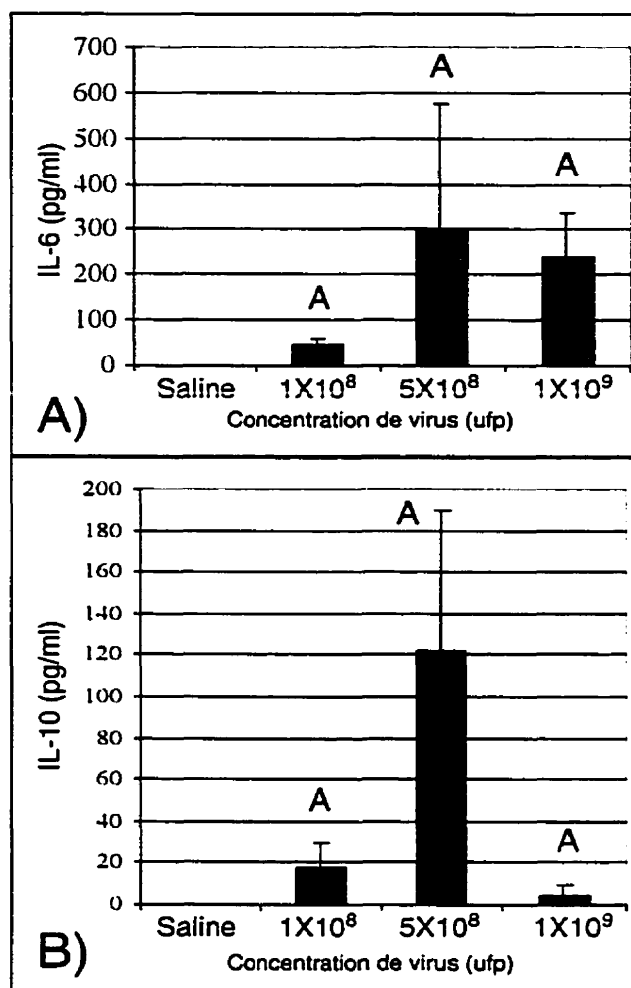 700
A
600
500
A
400
IL-6 (pg/ml)
300
200
A
100
0
Saline 1X10⁸ 5X10⁸ 1X10⁹
A) Concentration de virus (ufp)
200
A
180
160
140
120
IL-10 (pg/ml)
100
80
60
A
40
A
20
0
Saline 1X10⁸ 5X10⁸ 1X10⁹
B) Concentration de virus (ufp)